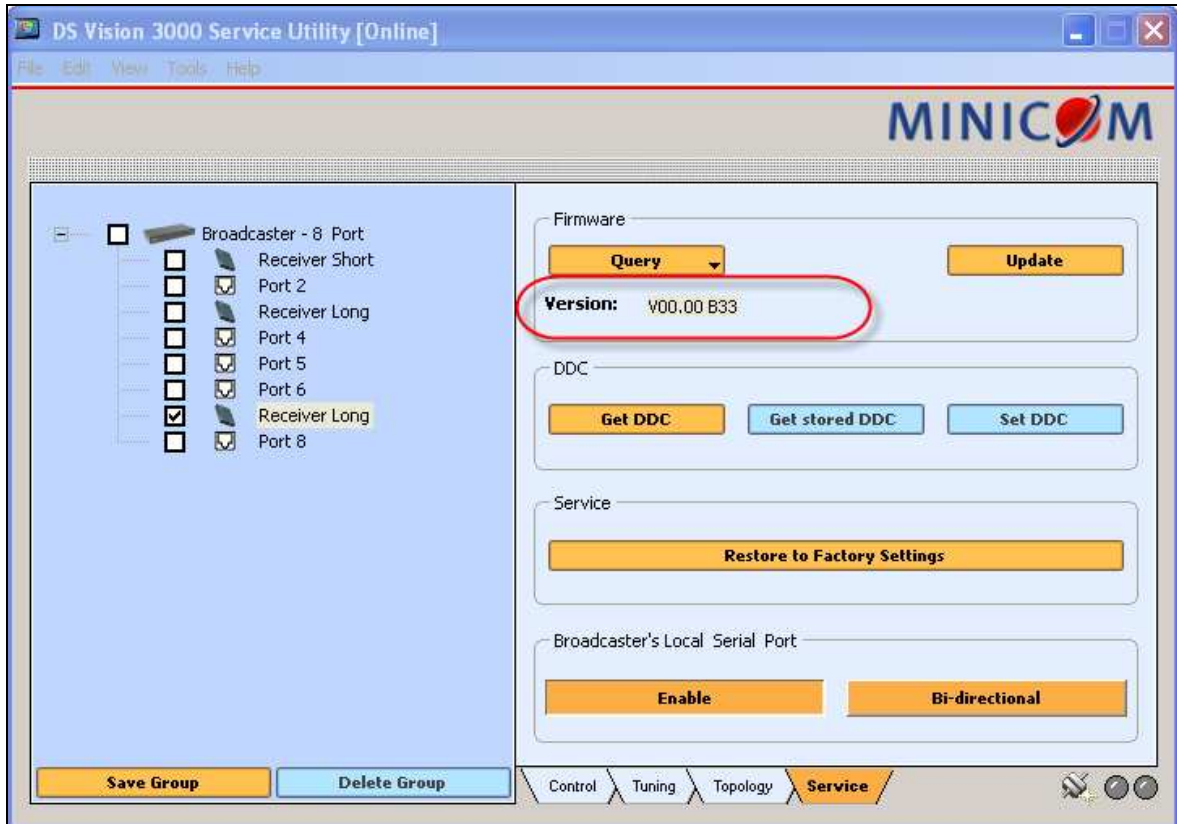 DS Vision 3000 Service Utility [Online]
File Edit View Tools Help
MINICOM
Broadcaster - 8 Port
Receiver Short
Port 2
Receiver Long
Port 4
Port 5
Port 6
Receiver Long
Port 8
Save Group
Delete Group
Firmware
Query
Update
Version: V00.00 B33
DDC
Get DDC
Get stored DDC
Set DDC
Service
Restore to Factory Settings
Broadcaster's Local Serial Port
Enable
Bi-directional
Control
Tuning
Topology
Service